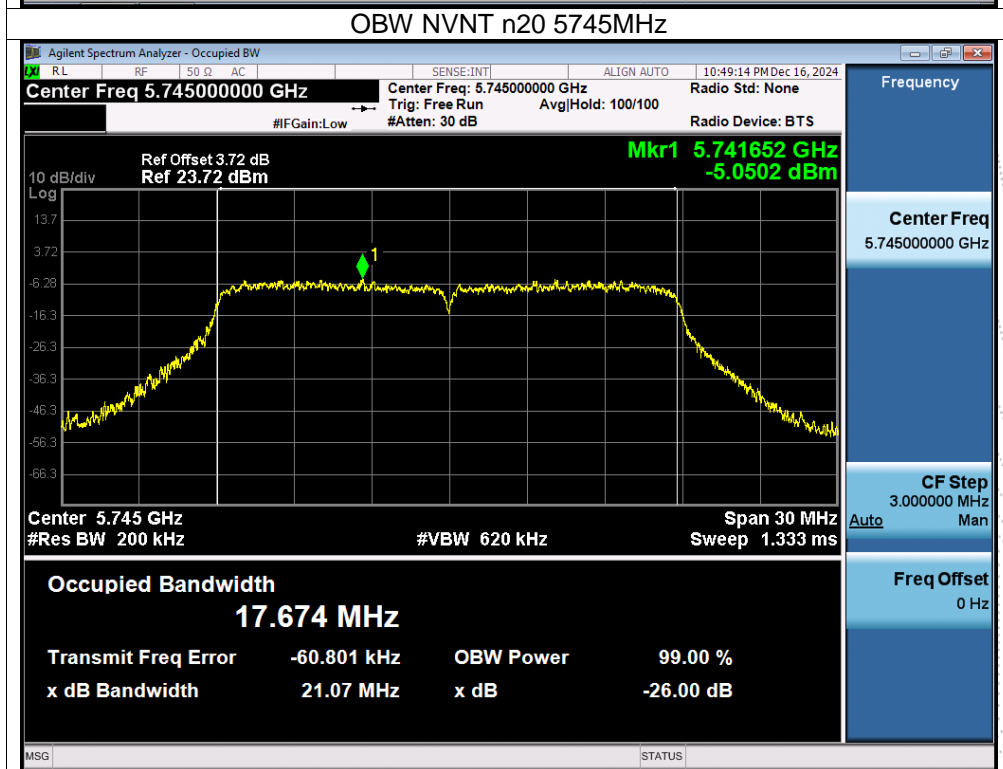 OBW NVNT n20 5745MHz
Agilent Spectrum Analyzer - Occupied BW
LXI RL RF 50 Ω AC SENSE:INT ALIGN AUTO 10:49:14 PM Dec 16, 2024
Center Freq 5.745000000 GHz Center Freq: 5.745000000 GHz Radio Std: None
Trig: Free Run Avg|Hold: 100/100
#IFGain:Low #Atten: 30 dB Radio Device: BTS
Frequency
Mkr1 5.741652 GHz
-5.0502 dBm
Ref Offset 3.72 dB
10 dB/div Ref 23.72 dBm
Log
13.7
3.72
-6.28
-16.3
-26.3
-36.3
-46.3
-56.3
-66.3
1
Center 5.745 GHz Span 30 MHz
#Res BW 200 kHz #VBW 620 kHz Sweep 1.333 ms
Center Freq
5.745000000 GHz
CF Step
3.000000 MHz
Auto Man
Freq Offset
0 Hz
Occupied Bandwidth
17.674 MHz
Transmit Freq Error -60.801 kHz OBW Power 99.00 %
x dB Bandwidth 21.07 MHz x dB -26.00 dB
MSG STATUS